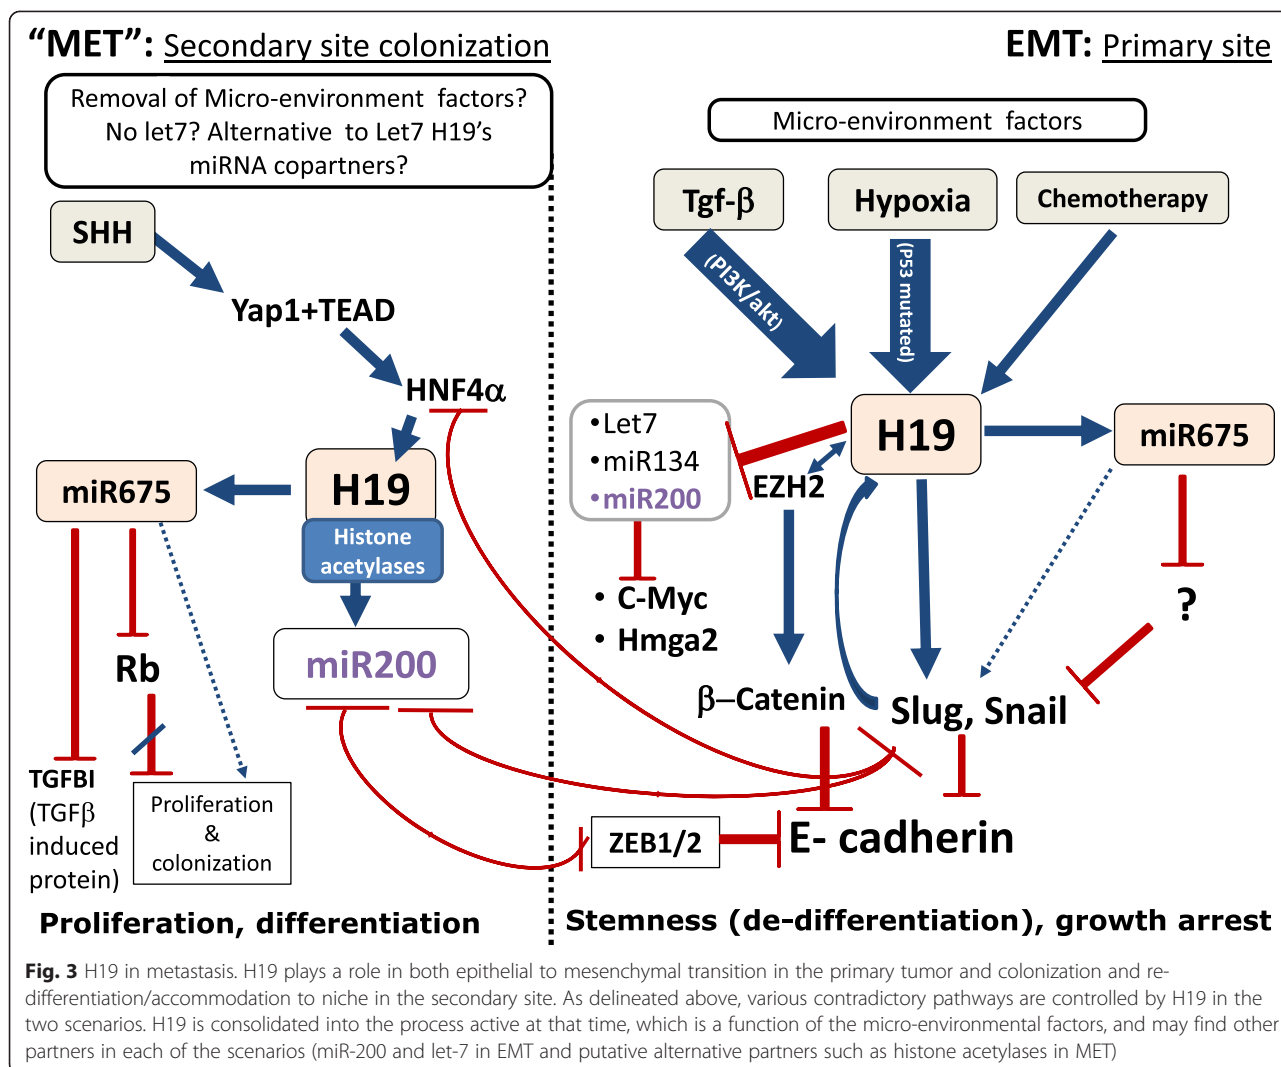 “MET”: Secondary site colonization
Removal of Micro-environment factors?
No let7? Alternative to Let7 H19’s
miRNA copartners?
SHH
Yap1+TEAD
HNF4α
H19
Histone
acetylases
miR675
miR200
Rb
TGFBI
(TGFβ
induced
protein)
Proliferation
&
colonization
Proliferation, differentiation
EMT: Primary site
Micro-environment factors
Tgf-β
Hypoxia
Chemotherapy
(PI3K/akt)
(P53 mutated)
•Let7
•miR134
•miR200
H19
miR675
EZH2
• C-Myc
• Hmga2
?
β–Catenin
Slug, Snail
ZEB1/2
E- cadherin
Stemness (de-differentiation), growth arrest
Fig. 3 H19 in metastasis. H19 plays a role in both epithelial to mesenchymal transition in the primary tumor and colonization and re-
differentiation/accommodation to niche in the secondary site. As delineated above, various contradictory pathways are controlled by H19 in the
two scenarios. H19 is consolidated into the process active at that time, which is a function of the micro-environmental factors, and may find other
partners in each of the scenarios (miR-200 and let-7 in EMT and putative alternative partners such as histone acetylases in MET)